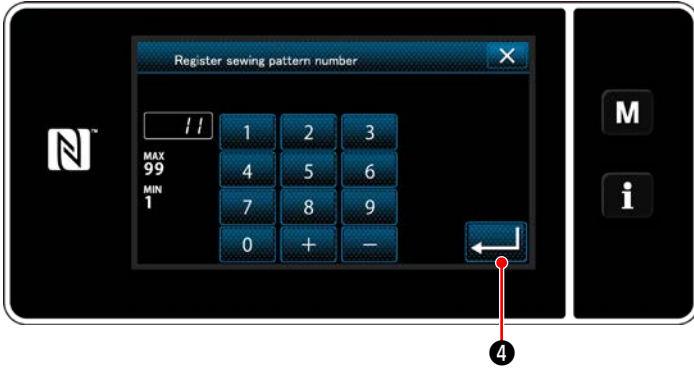 Register sewing pattern number
11
1 2 3
MAX
99
4 5 6
MIN
1
7 8 9
0 + −
M
i
N
™
4